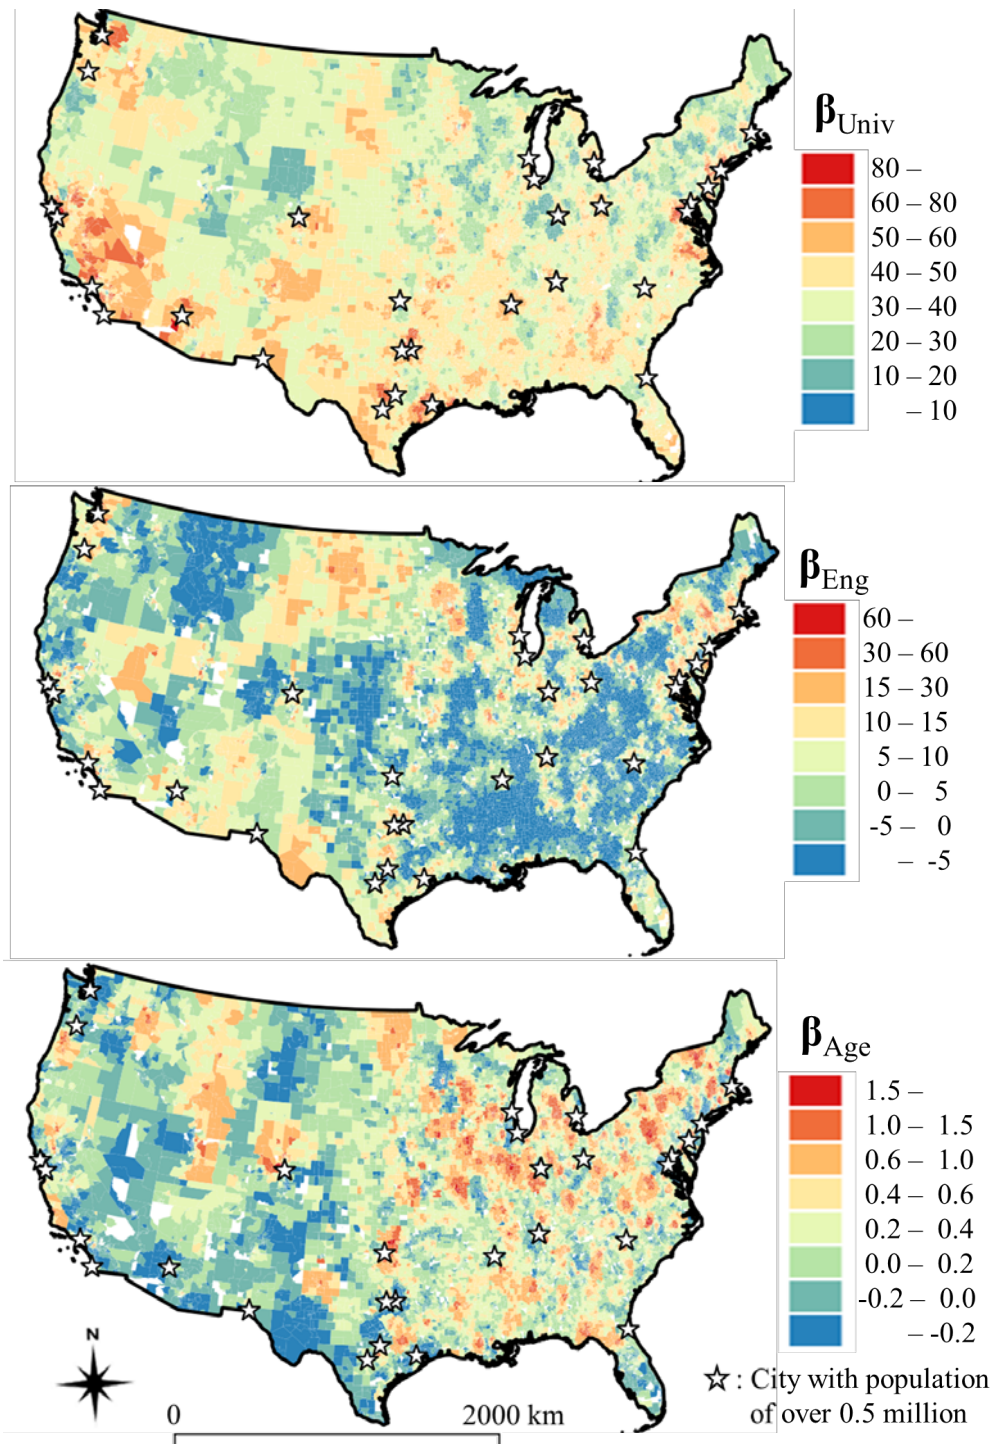 βUniv
80 –
60 – 80
50 – 60
40 – 50
30 – 40
20 – 30
10 – 20
– 10
βEng
60 –
30 – 60
15 – 30
10 – 15
5 – 10
0 – 5
-5 – 0
– -5
βAge
1.5 –
1.0 – 1.5
0.6 – 1.0
0.4 – 0.6
0.2 – 0.4
0.0 – 0.2
-0.2 – 0.0
– -0.2
N
☆ : City with population
of over 0.5 million
0 2000 km